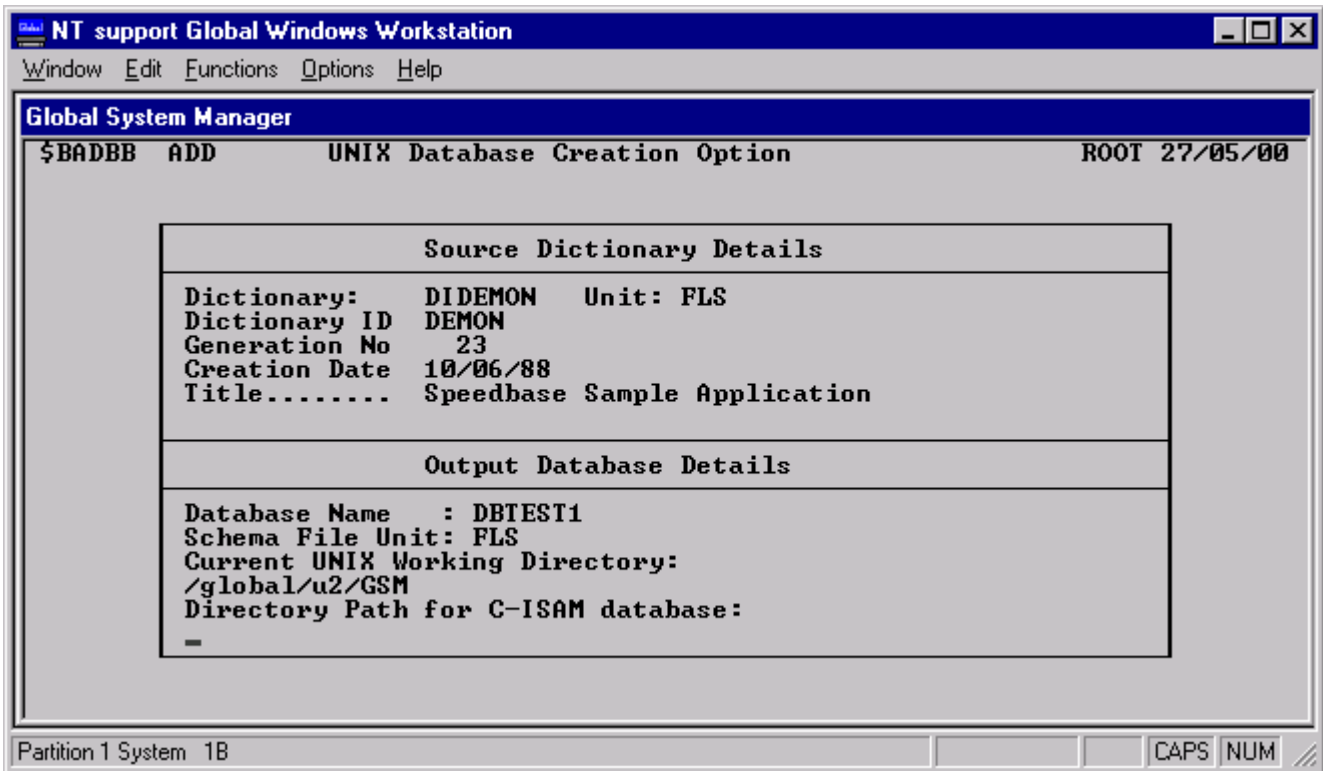 NT support Global Windows Workstation
Window Edit Functions Options Help
Global System Manager
$BADBB ADD UNIX Database Creation Option ROOT 27/05/00
Source Dictionary Details
Dictionary: DIDEMON Unit: FLS
Dictionary ID DEMON
Generation No 23
Creation Date 10/06/88
Title........ Speedbase Sample Application
Output Database Details
Database Name : DBTEST1
Schema File Unit: FLS
Current UNIX Working Directory:
/global/u2/GSM
Directory Path for C-ISAM database:
Partition 1 System 1B CAPS NUM